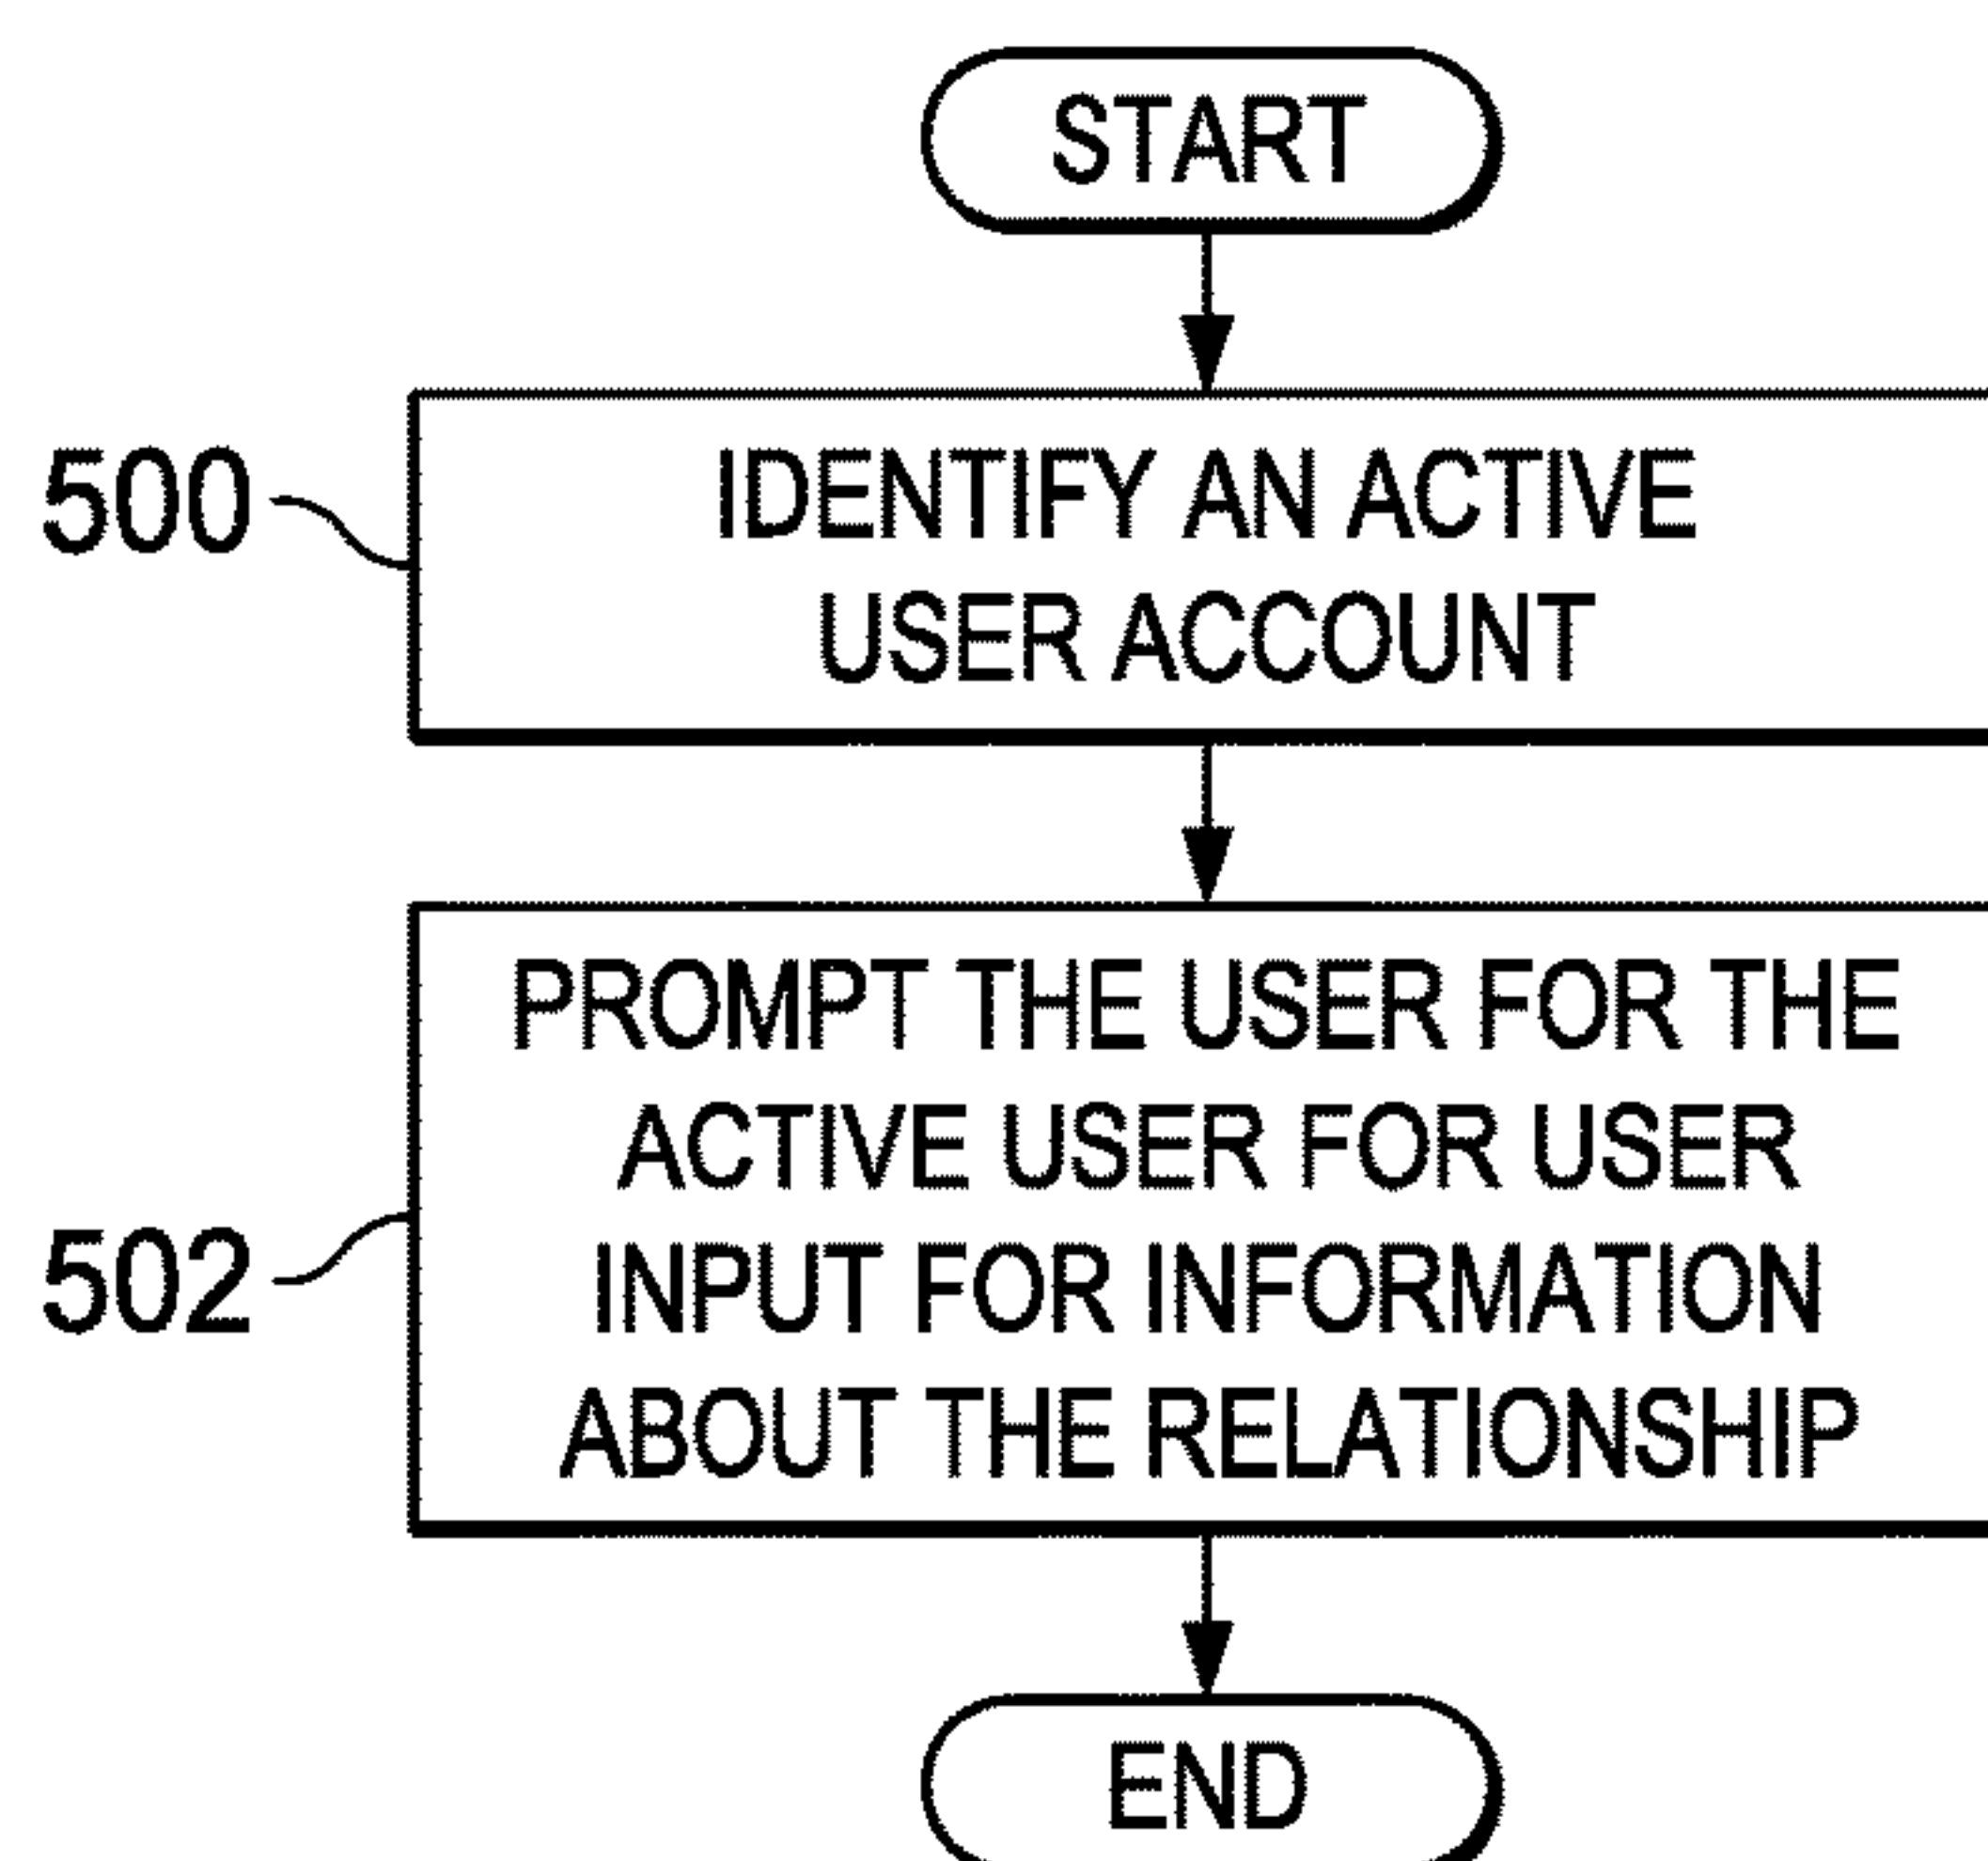 START
500
IDENTIFY AN ACTIVE
USER ACCOUNT
PROMPT THE USER FOR THE
ACTIVE USER FOR USER
502
INPUT FOR INFORMATION
ABOUT THE RELATIONSHIP
END